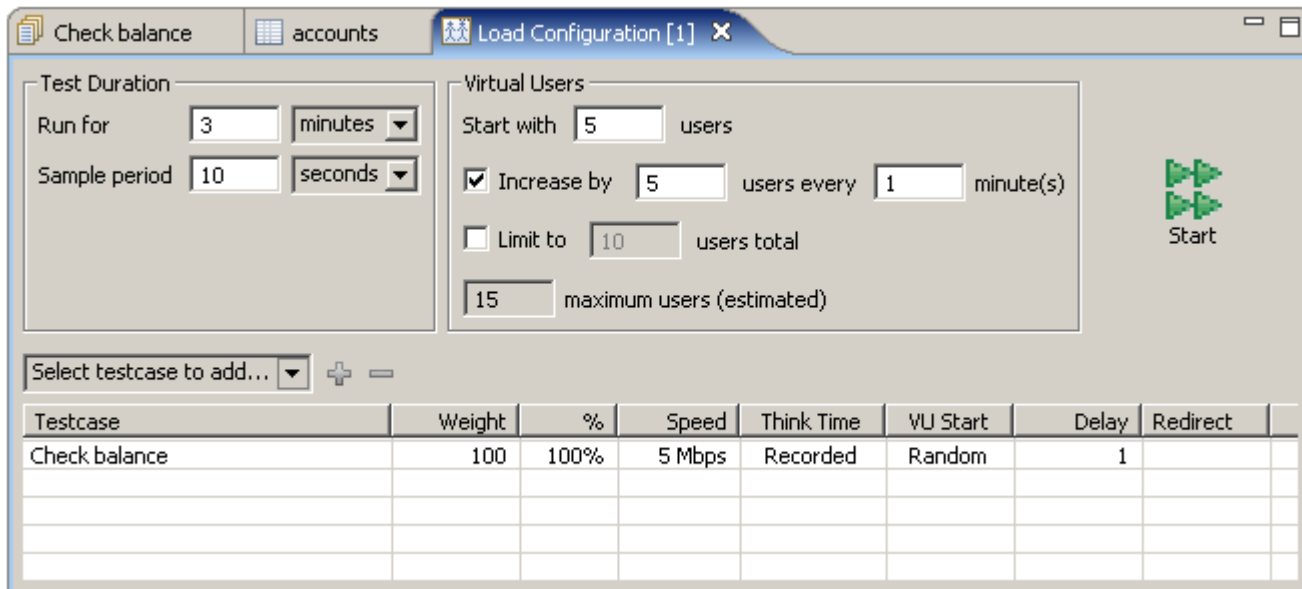 Check balance accounts Load Configuration [1]
Test Duration
Run for 3 minutes
Sample period 10 seconds
Virtual Users
Start with 5 users
Increase by 5 users every 1 minute(s)
Limit to 10 users total
15 maximum users (estimated)
Start
Select testcase to add...
Testcase Weight % Speed Think Time VU Start Delay Redirect
Check balance 100 100% 5 Mbps Recorded Random 1